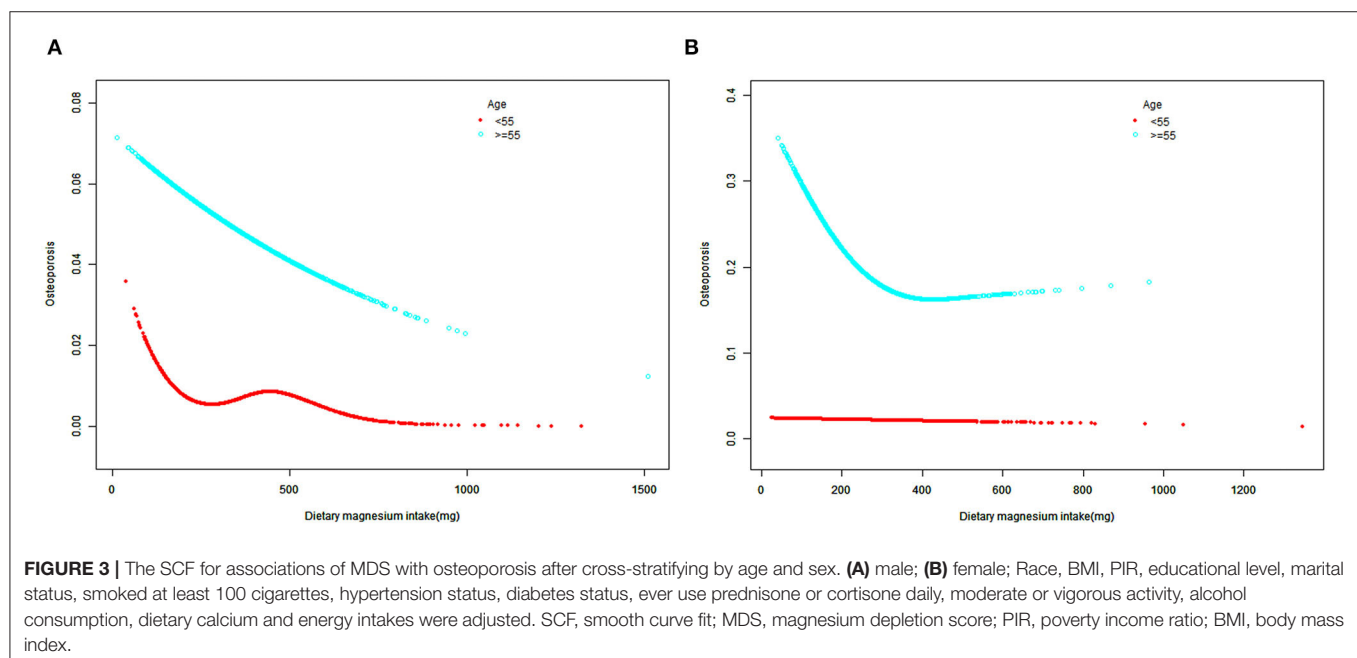 A
B
Age
<55
>=55
Osteoporosis
0.08
0.06
0.04
0.02
0.0
0 500 1000 1500
Dietary magnesium intake(mg)
Age
<55
>=55
Osteoporosis
0.4
0.3
0.2
0.1
0.0
0 200 400 600 800 1000 1200
Dietary magnesium intake(mg)
FIGURE 3 | The SCF for associations of MDS with osteoporosis after cross-stratifying by age and sex. (A) male; (B) female; Race, BMI, PIR, educational level, marital
status, smoked at least 100 cigarettes, hypertension status, diabetes status, ever use prednisone or cortisone daily, moderate or vigorous activity, alcohol
consumption, dietary calcium and energy intakes were adjusted. SCF, smooth curve fit; MDS, magnesium depletion score; PIR, poverty income ratio; BMI, body mass
index.